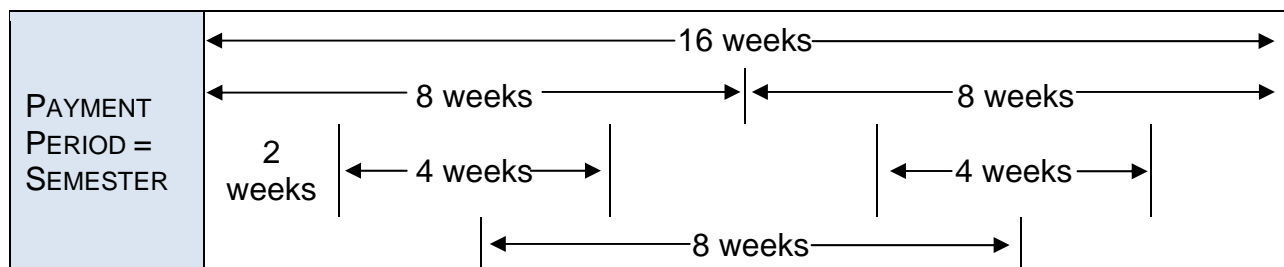 16 weeks
8 weeks 8 weeks
PAYMENT
PERIOD =
SEMESTER
2
weeks
4 weeks 4 weeks
8 weeks